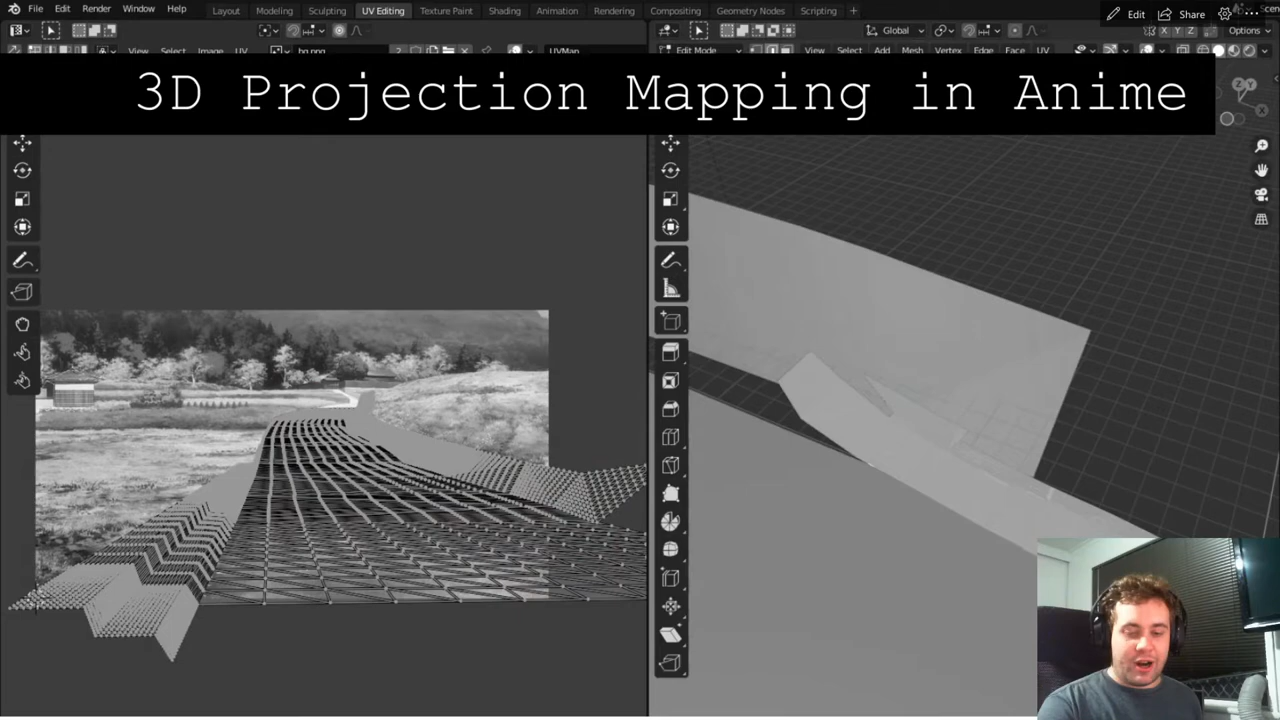 File Edit Render Window Help Layout Modeling Sculpting UV Editing Texture Paint Shading Animation Rendering Compositing Geometry Nodes Scripting + Edit Share
Global X Y Z Options
View Select Image UV bg.png 2 UVMap Edit Mode View Select Add Mesh Vertex Edge Face UV
3D Projection Mapping in Anime